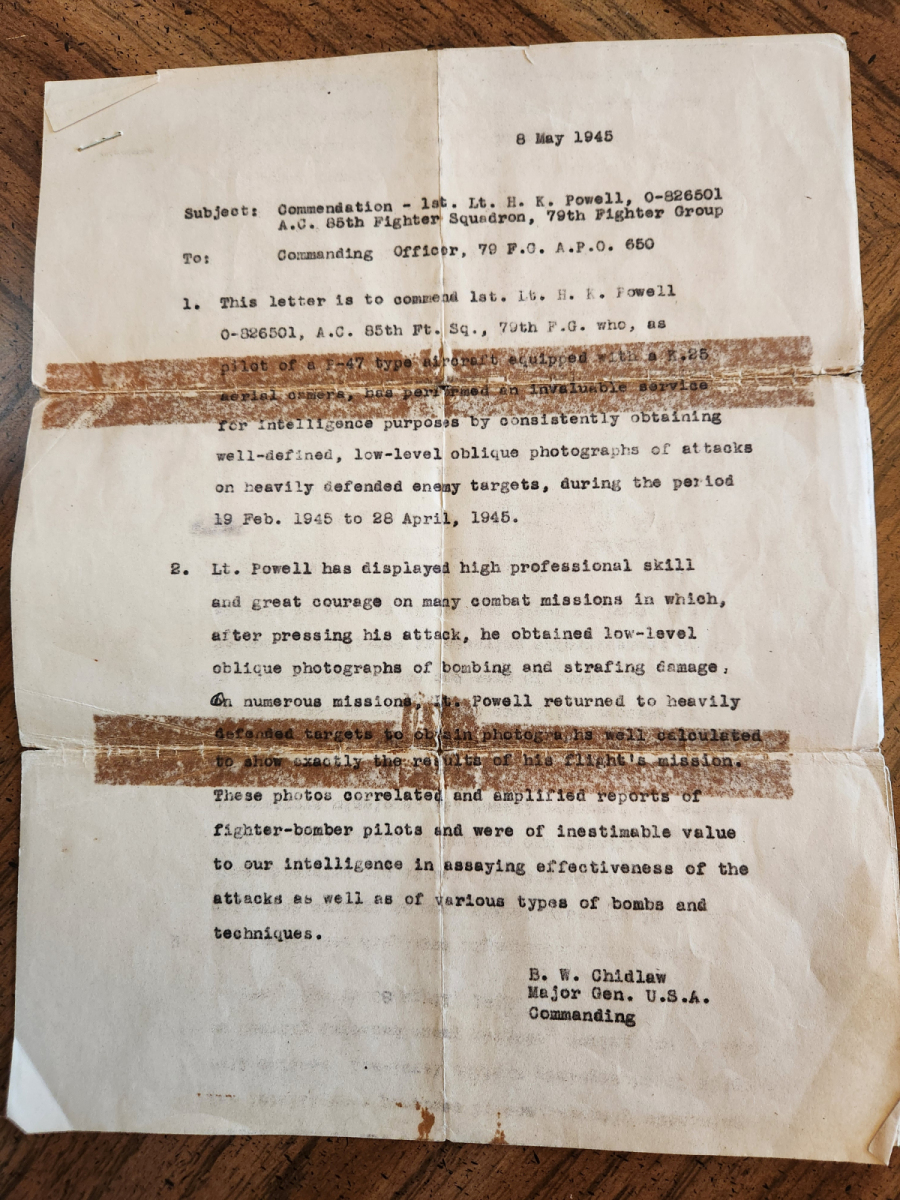 8 May 1945
Subject: Commendation - 1st. Lt. H. K. Powell, O-826501
A.C. 85th Fighter Squadron, 79th Fighter Group
To: Commanding Officer, 79 F.G. A.P.O. 650
1. This letter is to commend 1st. Lt. H. K. Powell
O-826501, A.C. 85th Ft. Sq., 79th F.G. who, as
pilot of a P-47 type aircraft equipped with a K.25
aerial camera, has performed an invaluable service
for intelligence purposes by consistently obtaining
well-defined, low-level oblique photographs of attacks
on heavily defended enemy targets, during the period
19 Feb. 1945 to 28 April, 1945.
2. Lt. Powell has displayed high professional skill
and great courage on many combat missions in which,
after pressing his attack, he obtained low-level
oblique photographs of bombing and strafing damage.
On numerous missions, Lt. Powell returned to heavily
defended targets to obtain photographs well calculated
to show exactly the results of his flight's mission.
These photos correlated and amplified reports of
fighter-bomber pilots and were of inestimable value
to our intelligence in assaying effectiveness of the
attacks as well as of various types of bombs and
techniques.
B. W. Chidlaw
Major Gen. U.S.A.
Commanding